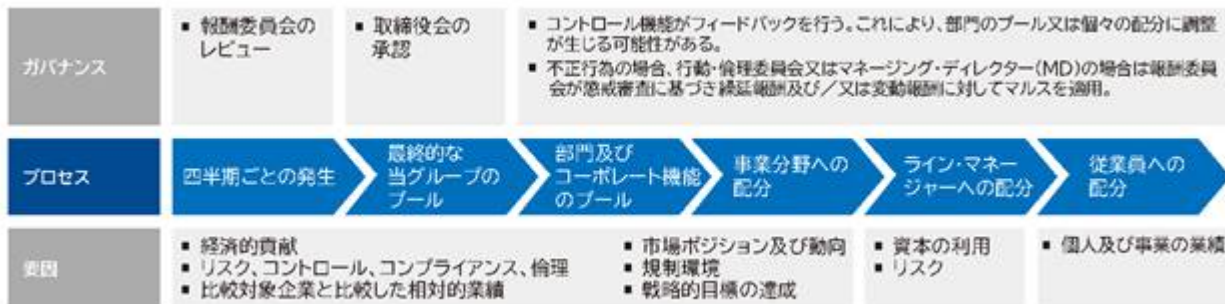 ガバナンス
■ 報酬委員会の
レビュー
■ 取締役会の
承認
■ コントロール機能がフィードバックを行う。これにより、部門のプール又は個々の配分に調整
が生じる可能性がある。
■ 不正行為の場合、行動・倫理委員会又はマネージング・ディレクター(MD)の場合は報酬委員
会が懲戒審査に基づき繰延報酬及び/又は変動報酬に対してマルスを適用。
プロセス
四半期ごとの発生
最終的な
当グループの
プール
部門及び
コーポレート機能
のプール
事業分野への
配分
ライン・マネー
ジャーへの配分
従業員への
配分
要因
■ 経済的貢献
■ リスク、コントロール、コンプライアンス、倫理
■ 比較対象企業と比較した相対的業績
■ 市場ポジション及び動向
■ 規制環境
■ 戦略的目標の達成
■ 資本の利用
■ リスク
■ 個人及び事業の業績